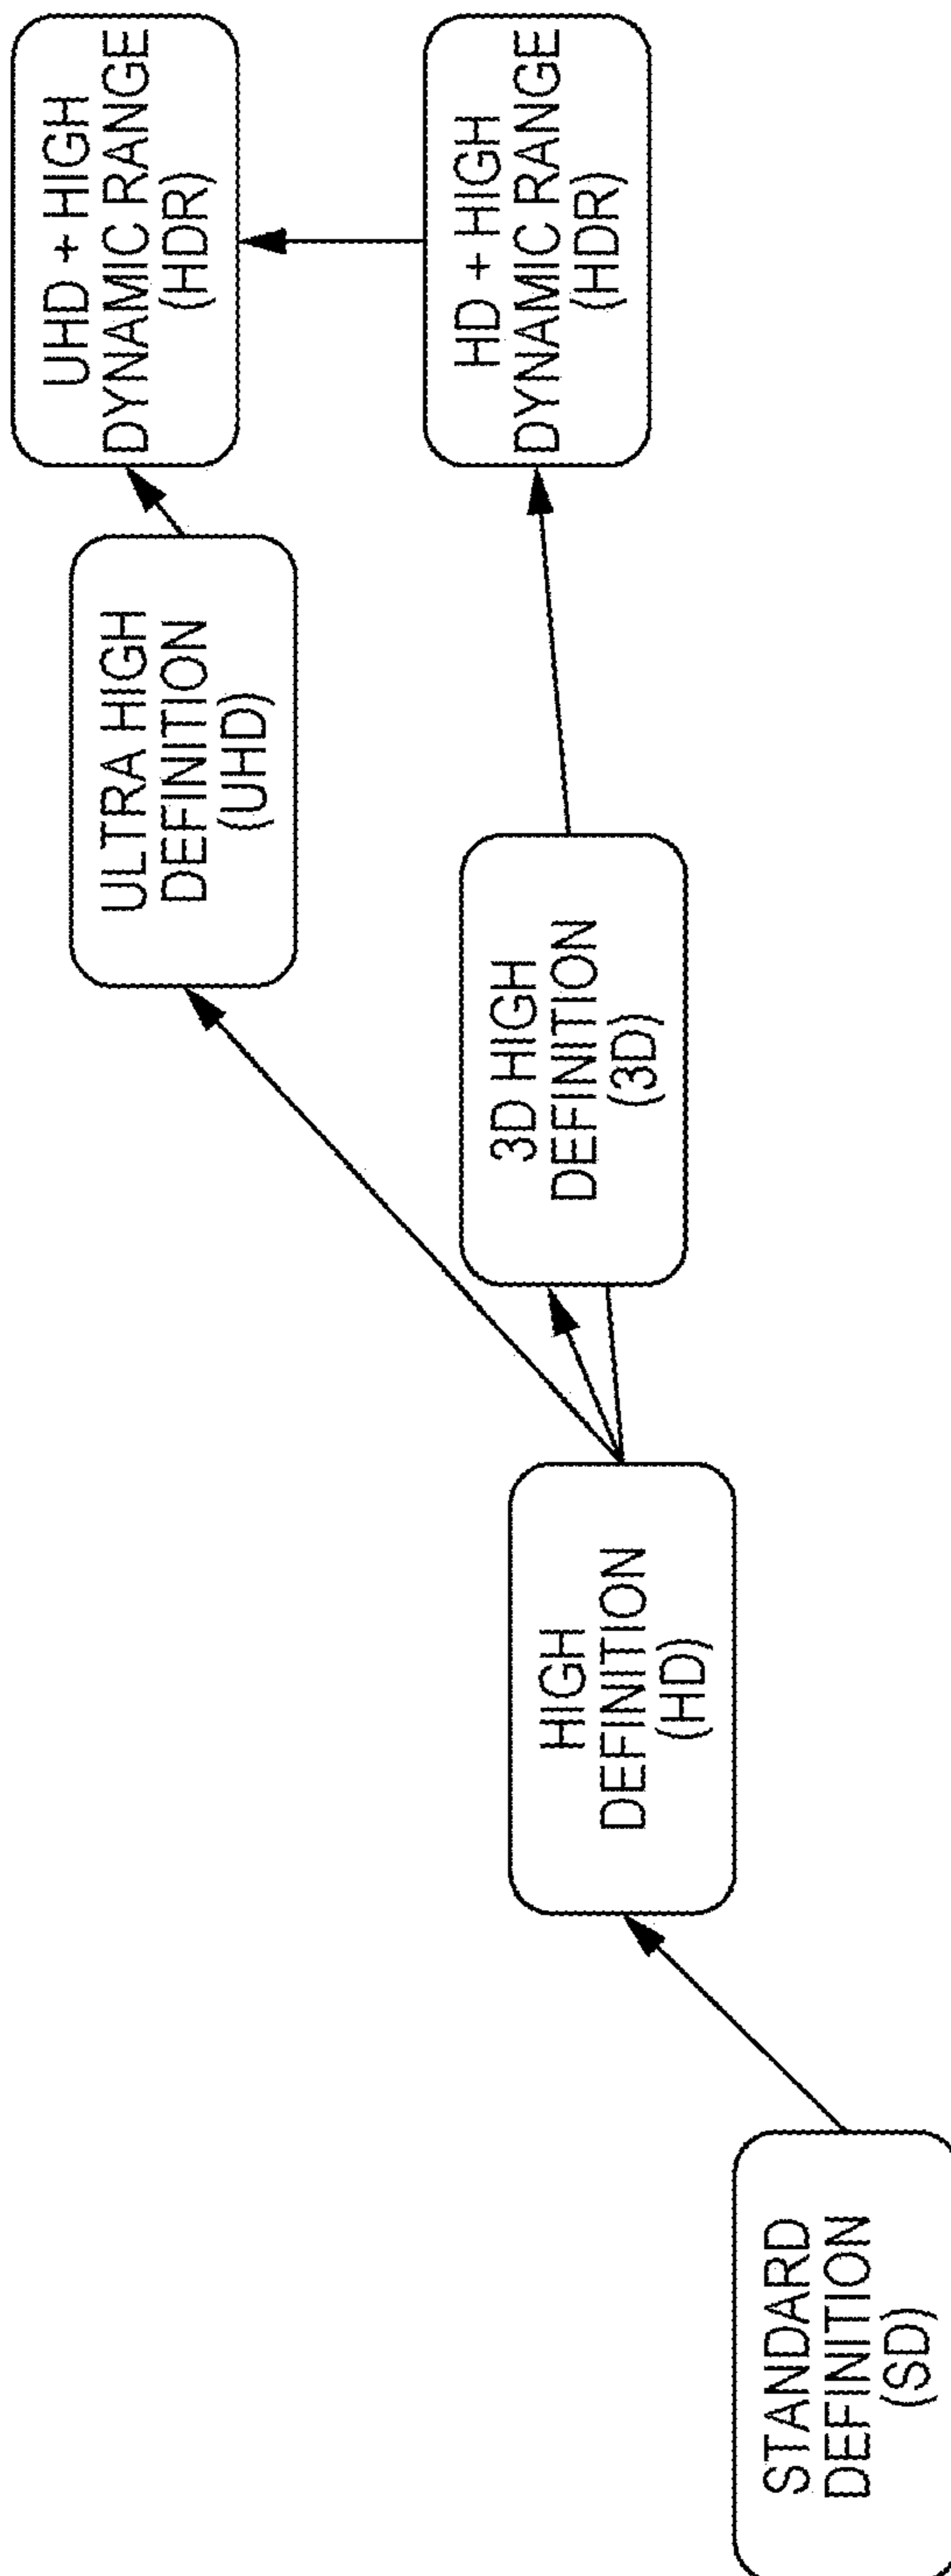 STANDARD
DEFINITION
(SD)
HIGH
DEFINITION
(HD)
3D HIGH
DEFINITION
(3D)
ULTRA HIGH
DEFINITION
(UHD)
UHD + HIGH
DYNAMIC RANGE
(HDR)
HD + HIGH
DYNAMIC RANGE
(HDR)